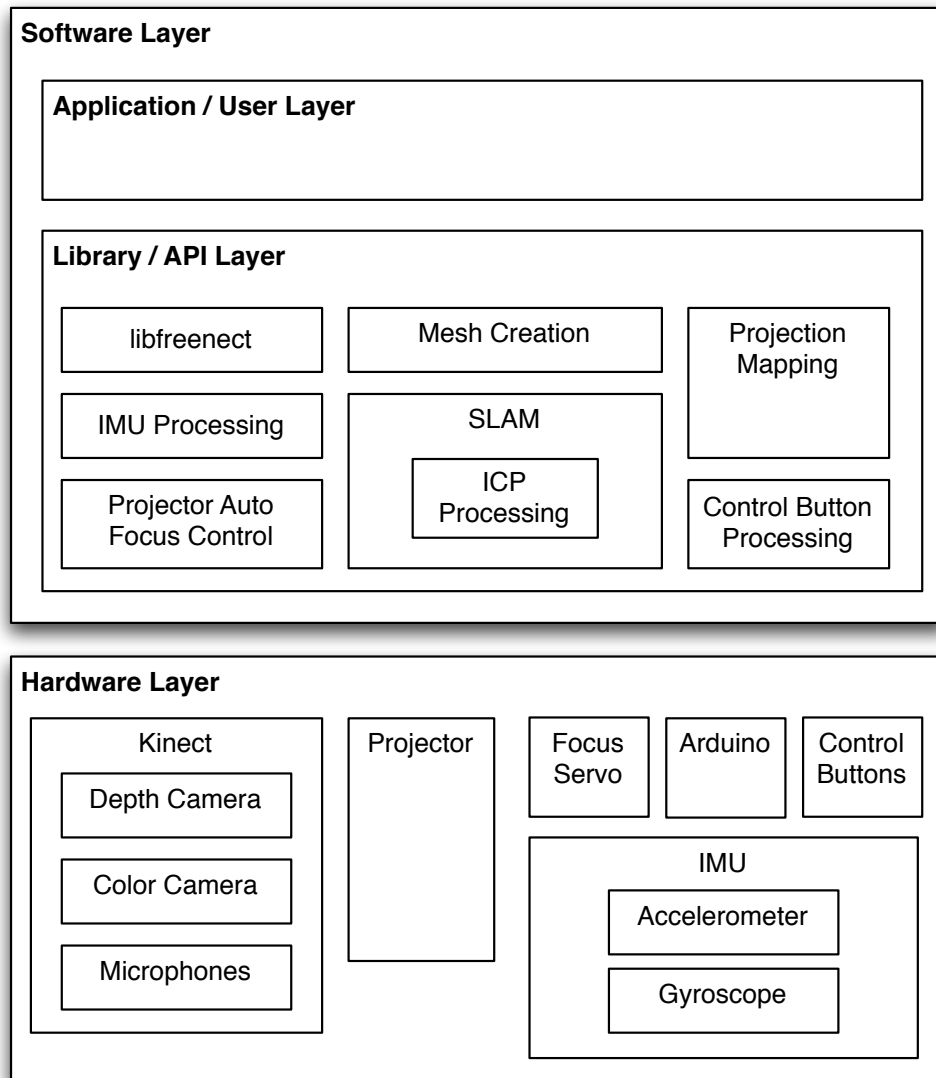 Software Layer
Application / User Layer
Library / API Layer
libfreenect
Mesh Creation
Projection
Mapping
IMU Processing
SLAM
ICP
Processing
Projector Auto
Focus Control
Control Button
Processing
Hardware Layer
Kinect
Depth Camera
Color Camera
Microphones
Projector
Focus
Servo
Arduino
Control
Buttons
IMU
Accelerometer
Gyroscope